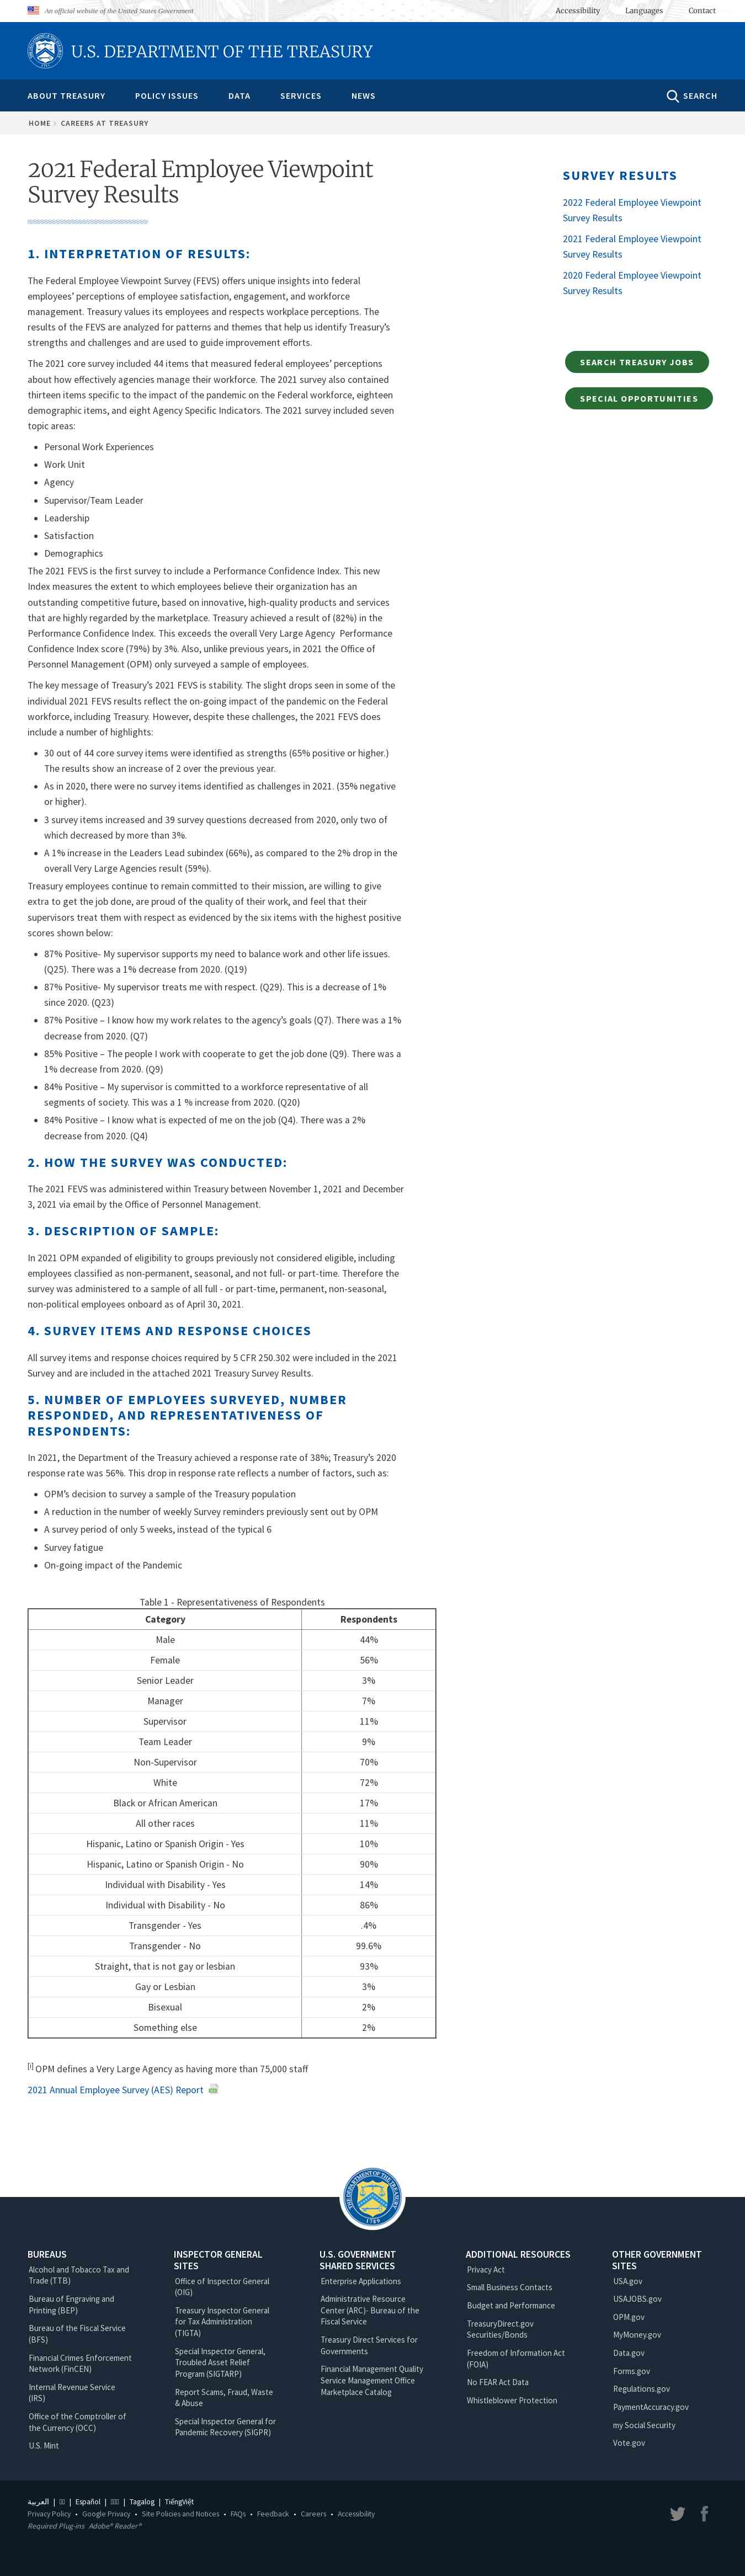 An official website of the United States Government
Accessibility Languages Contact
U.S. DEPARTMENT OF THE TREASURY
ABOUT TREASURY POLICY ISSUES DATA SERVICES NEWS SEARCH
HOME › CAREERS AT TREASURY
2021 Federal Employee Viewpoint
Survey Results
1. INTERPRETATION OF RESULTS:
The Federal Employee Viewpoint Survey (FEVS) offers unique insights into federal
employees’ perceptions of employee satisfaction, engagement, and workforce
management. Treasury values its employees and respects workplace perceptions. The
results of the FEVS are analyzed for patterns and themes that help us identify Treasury’s
strengths and challenges and are used to guide improvement efforts.
The 2021 core survey included 44 items that measured federal employees’ perceptions
about how effectively agencies manage their workforce. The 2021 survey also contained
thirteen items specific to the impact of the pandemic on the Federal workforce, eighteen
demographic items, and eight Agency Specific Indicators. The 2021 survey included seven
topic areas:
• Personal Work Experiences
• Work Unit
• Agency
• Supervisor/Team Leader
• Leadership
• Satisfaction
• Demographics
The 2021 FEVS is the first survey to include a Performance Confidence Index. This new
Index measures the extent to which employees believe their organization has an
outstanding competitive future, based on innovative, high-quality products and services
that are highly regarded by the marketplace. Treasury achieved a result of (82%) in the
Performance Confidence Index. This exceeds the overall Very Large Agency Performance
Confidence Index score (79%) by 3%. Also, unlike previous years, in 2021 the Office of
Personnel Management (OPM) only surveyed a sample of employees.
The key message of Treasury’s 2021 FEVS is stability. The slight drops seen in some of the
individual 2021 FEVS results reflect the on-going impact of the pandemic on the Federal
workforce, including Treasury. However, despite these challenges, the 2021 FEVS does
include a number of highlights:
• 30 out of 44 core survey items were identified as strengths (65% positive or higher.)
The results show an increase of 2 over the previous year.
• As in 2020, there were no survey items identified as challenges in 2021. (35% negative
or higher).
• 3 survey items increased and 39 survey questions decreased from 2020, only two of
which decreased by more than 3%.
• A 1% increase in the Leaders Lead subindex (66%), as compared to the 2% drop in the
overall Very Large Agencies result (59%).
Treasury employees continue to remain committed to their mission, are willing to give
extra to get the job done, are proud of the quality of their work, and feel that their
supervisors treat them with respect as evidenced by the six items with the highest positive
scores shown below:
• 87% Positive- My supervisor supports my need to balance work and other life issues.
(Q25). There was a 1% decrease from 2020. (Q19)
• 87% Positive- My supervisor treats me with respect. (Q29). This is a decrease of 1%
since 2020. (Q23)
• 87% Positive – I know how my work relates to the agency’s goals (Q7). There was a 1%
decrease from 2020. (Q7)
• 85% Positive – The people I work with cooperate to get the job done (Q9). There was a
1% decrease from 2020. (Q9)
• 84% Positive – My supervisor is committed to a workforce representative of all
segments of society. This was a 1 % increase from 2020. (Q20)
• 84% Positive – I know what is expected of me on the job (Q4). There was a 2%
decrease from 2020. (Q4)
2. HOW THE SURVEY WAS CONDUCTED:
The 2021 FEVS was administered within Treasury between November 1, 2021 and December
3, 2021 via email by the Office of Personnel Management.
3. DESCRIPTION OF SAMPLE:
In 2021 OPM expanded of eligibility to groups previously not considered eligible, including
employees classified as non-permanent, seasonal, and not full- or part-time. Therefore the
survey was administered to a sample of all full - or part-time, permanent, non-seasonal,
non-political employees onboard as of April 30, 2021.
4. SURVEY ITEMS AND RESPONSE CHOICES
All survey items and response choices required by 5 CFR 250.302 were included in the 2021
Survey and are included in the attached 2021 Treasury Survey Results.
5. NUMBER OF EMPLOYEES SURVEYED, NUMBER
RESPONDED, AND REPRESENTATIVENESS OF
RESPONDENTS:
In 2021, the Department of the Treasury achieved a response rate of 38%; Treasury’s 2020
response rate was 56%. This drop in response rate reflects a number of factors, such as:
• OPM’s decision to survey a sample of the Treasury population
• A reduction in the number of weekly Survey reminders previously sent out by OPM
• A survey period of only 5 weeks, instead of the typical 6
• Survey fatigue
• On-going impact of the Pandemic
Table 1 - Representativeness of Respondents
Category Respondents
Male 44%
Female 56%
Senior Leader 3%
Manager 7%
Supervisor 11%
Team Leader 9%
Non-Supervisor 70%
White 72%
Black or African American 17%
All other races 11%
Hispanic, Latino or Spanish Origin - Yes 10%
Hispanic, Latino or Spanish Origin - No 90%
Individual with Disability - Yes 14%
Individual with Disability - No 86%
Transgender - Yes .4%
Transgender - No 99.6%
Straight, that is not gay or lesbian 93%
Gay or Lesbian 3%
Bisexual 2%
Something else 2%
[i] OPM defines a Very Large Agency as having more than 75,000 staff
2021 Annual Employee Survey (AES) Report
SURVEY RESULTS
2022 Federal Employee Viewpoint
Survey Results
2021 Federal Employee Viewpoint
Survey Results
2020 Federal Employee Viewpoint
Survey Results
SEARCH TREASURY JOBS
SPECIAL OPPORTUNITIES
THE DEPARTMENT OF THE TREASURY
1789
BUREAUS
Alcohol and Tobacco Tax and
Trade (TTB)
Bureau of Engraving and
Printing (BEP)
Bureau of the Fiscal Service
(BFS)
Financial Crimes Enforcement
Network (FinCEN)
Internal Revenue Service
(IRS)
Office of the Comptroller of
the Currency (OCC)
U.S. Mint
INSPECTOR GENERAL
SITES
Office of Inspector General
(OIG)
Treasury Inspector General
for Tax Administration
(TIGTA)
Special Inspector General,
Troubled Asset Relief
Program (SIGTARP)
Report Scams, Fraud, Waste
& Abuse
Special Inspector General for
Pandemic Recovery (SIGPR)
U.S. GOVERNMENT
SHARED SERVICES
Enterprise Applications
Administrative Resource
Center (ARC)- Bureau of the
Fiscal Service
Treasury Direct Services for
Governments
Financial Management Quality
Service Management Office
Marketplace Catalog
ADDITIONAL RESOURCES
Privacy Act
Small Business Contacts
Budget and Performance
TreasuryDirect.gov
Securities/Bonds
Freedom of Information Act
(FOIA)
No FEAR Act Data
Whistleblower Protection
OTHER GOVERNMENT
SITES
USA.gov
USAJOBS.gov
OPM.gov
MyMoney.gov
Data.gov
Forms.gov
Regulations.gov
PaymentAccuracy.gov
my Social Security
Vote.gov
العربية | | Español | | Tagalog | TiếngViệt
Privacy Policy • Google Privacy • Site Policies and Notices • FAQs • Feedback • Careers • Accessibility
Required Plug-ins Adobe® Reader®